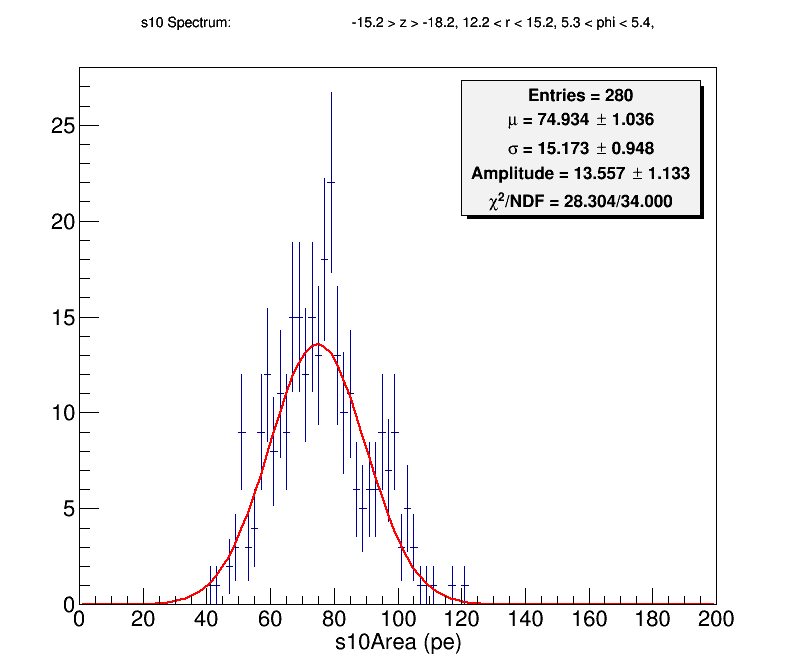 s10 Spectrum: -15.2 > z > -18.2, 12.2 < r < 15.2, 5.3 < phi < 5.4,
Entries = 280
μ = 74.934 ± 1.036
σ = 15.173 ± 0.948
Amplitude = 13.557 ± 1.133
χ²/NDF = 28.304/34.000
25
20
15
10
5
0
0 20 40 60 80 100 120 140 160 180 200
s10Area (pe)